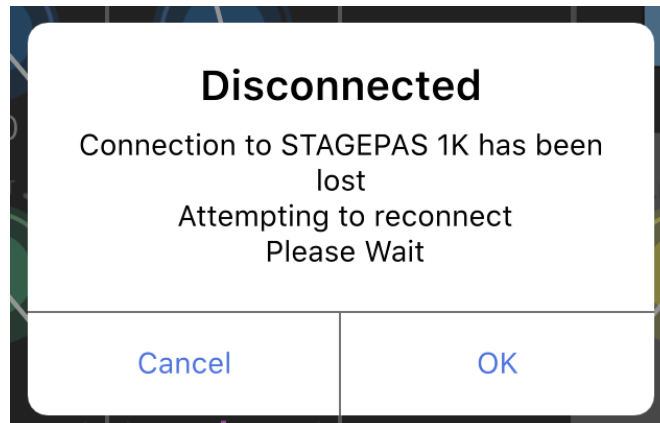 Disconnected
Connection to STAGEPAS 1K has been
lost
Attempting to reconnect
Please Wait
Cancel
OK